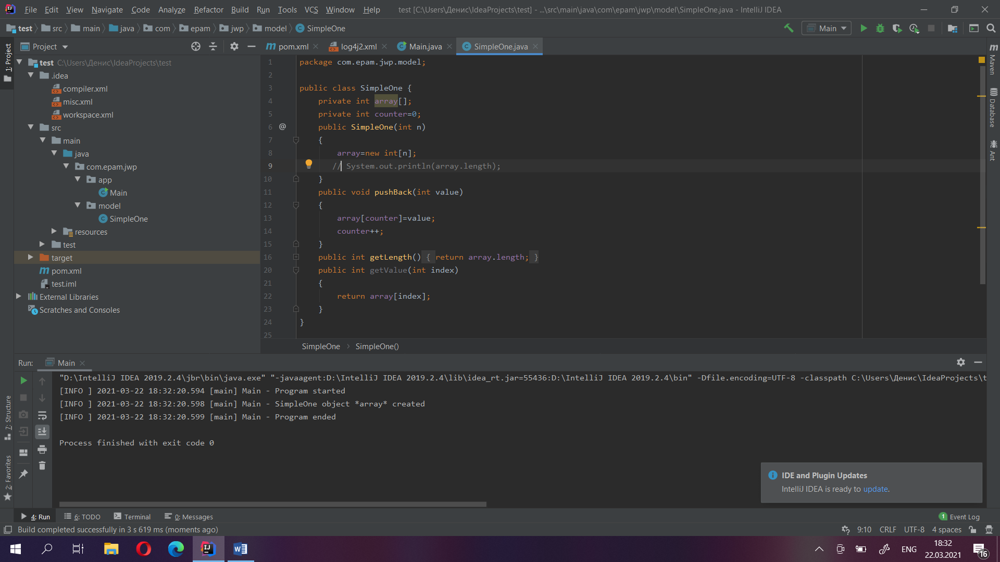 File Edit View Navigate Code Analyze Refactor Build Run Tools VCS Window Help test [C:\Users\Денис\IdeaProjects\test] - ...\src\main\java\com\epam\jwp\model\SimpleOne.java - IntelliJ IDEA
test src main java com epam jwp model SimpleOne Main
1: Project
Project
pom.xml log4j2.xml Main.java SimpleOne.java
test C:\Users\Денис\IdeaProjects\test
.idea
compiler.xml
misc.xml
workspace.xml
src
main
java
com.epam.jwp
app
Main
model
SimpleOne
resources
test
target
pom.xml
test.iml
External Libraries
Scratches and Consoles
1 package com.epam.jwp.model;
2
3 public class SimpleOne {
4 private int array[];
5 private int counter=0;
6 @ public SimpleOne(int n)
7 {
8 array=new int[n];
9 // System.out.println(array.length);
10 }
11 public void pushBack(int value)
12 {
13 array[counter]=value;
14 counter++;
15 }
16 public int getLength() { return array.length; }
20 public int getValue(int index)
21 {
22 return array[index];
23 }
24 }
25
SimpleOne SimpleOne()
Maven
Database
Ant
Run: Main
"D:\IntelliJ IDEA 2019.2.4\jbr\bin\java.exe" "-javaagent:D:\IntelliJ IDEA 2019.2.4\lib\idea_rt.jar=55436:D:\IntelliJ IDEA 2019.2.4\bin" -Dfile.encoding=UTF-8 -classpath C:\Users\Денис\IdeaProjects\t
[INFO ] 2021-03-22 18:32:20.594 [main] Main - Program started
[INFO ] 2021-03-22 18:32:20.598 [main] Main - SimpleOne object *array* created
[INFO ] 2021-03-22 18:32:20.599 [main] Main - Program ended
Process finished with exit code 0
7: Structure
2: Favorites
IDE and Plugin Updates
IntelliJ IDEA is ready to update.
4: Run 6: TODO Terminal 0: Messages 1 Event Log
Build completed successfully in 3 s 619 ms (moments ago) 9:10 CRLF UTF-8 4 spaces
ENG 18:32
22.03.2021 16